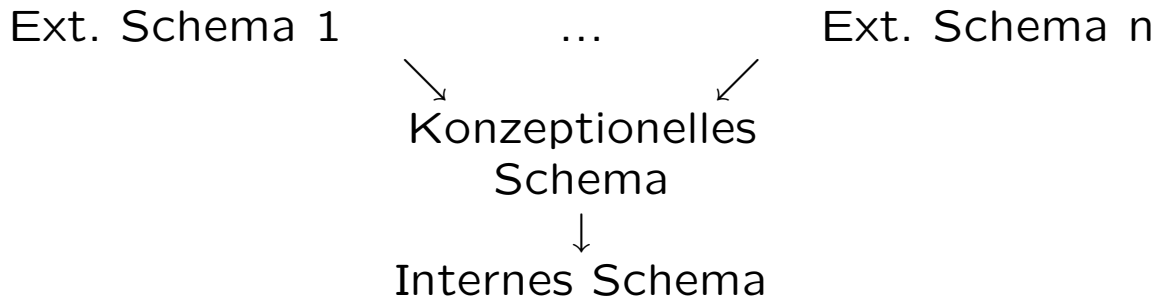 Ext. Schema 1 ... Ext. Schema n
Konzeptionelles
Schema
Internes Schema